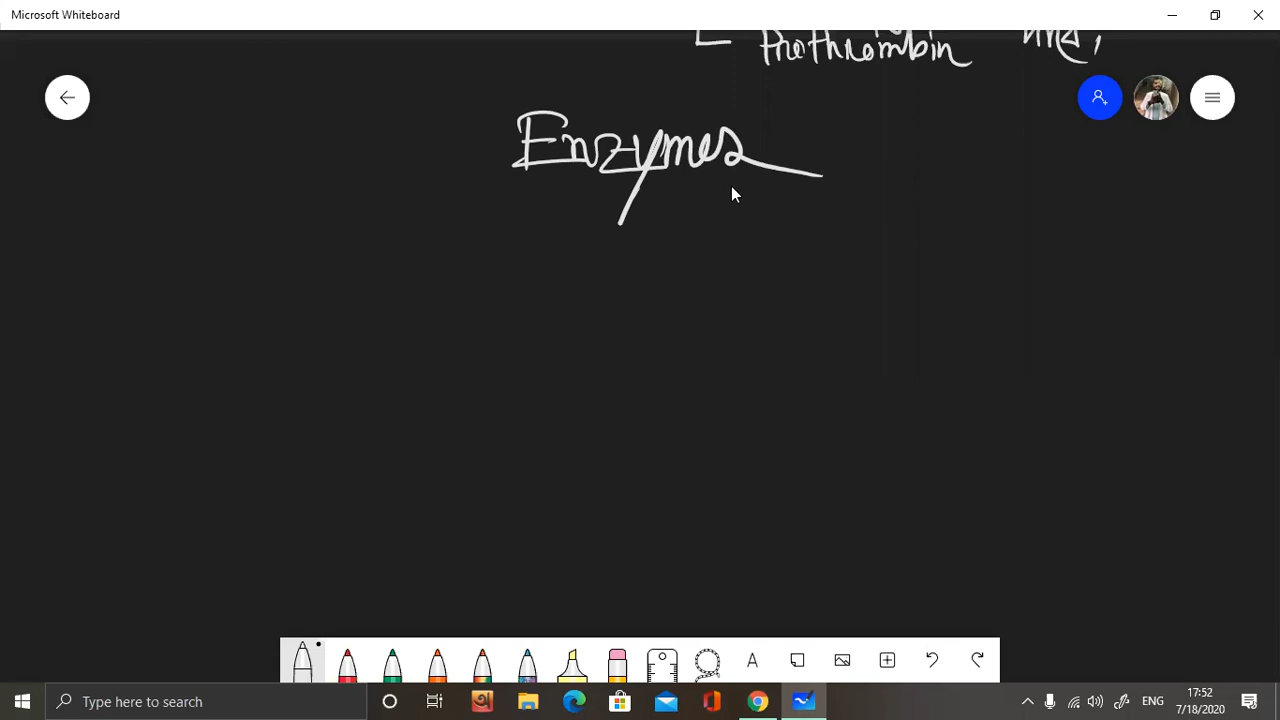 Microsoft Whiteboard
Prothrombin
Enzymes
A
Type here to search
ENG
17:52
7/18/2020